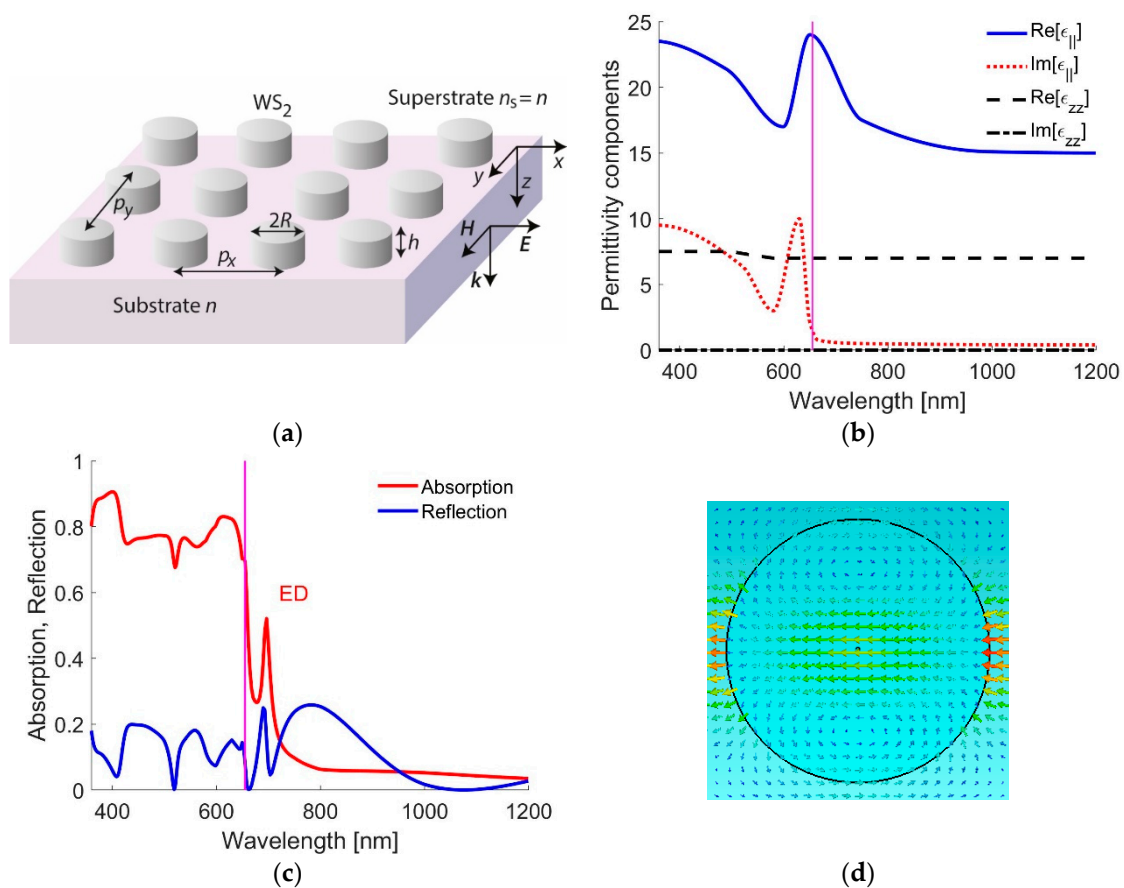 WS2
Superstrate ns = n
x
y
z
py
2R
h
H
E
px
k
Substrate n
(a)
25
20
15
10
5
0
Permittivity components
Re[ϵ||]
Im[ϵ||]
Re[ϵzz]
Im[ϵzz]
400
600
800
1000
1200
Wavelength [nm]
(b)
1
0.8
0.6
0.4
0.2
0
Absorption, Reflection
Absorption
Reflection
ED
400
600
800
1000
1200
Wavelength [nm]
(c)
(d)